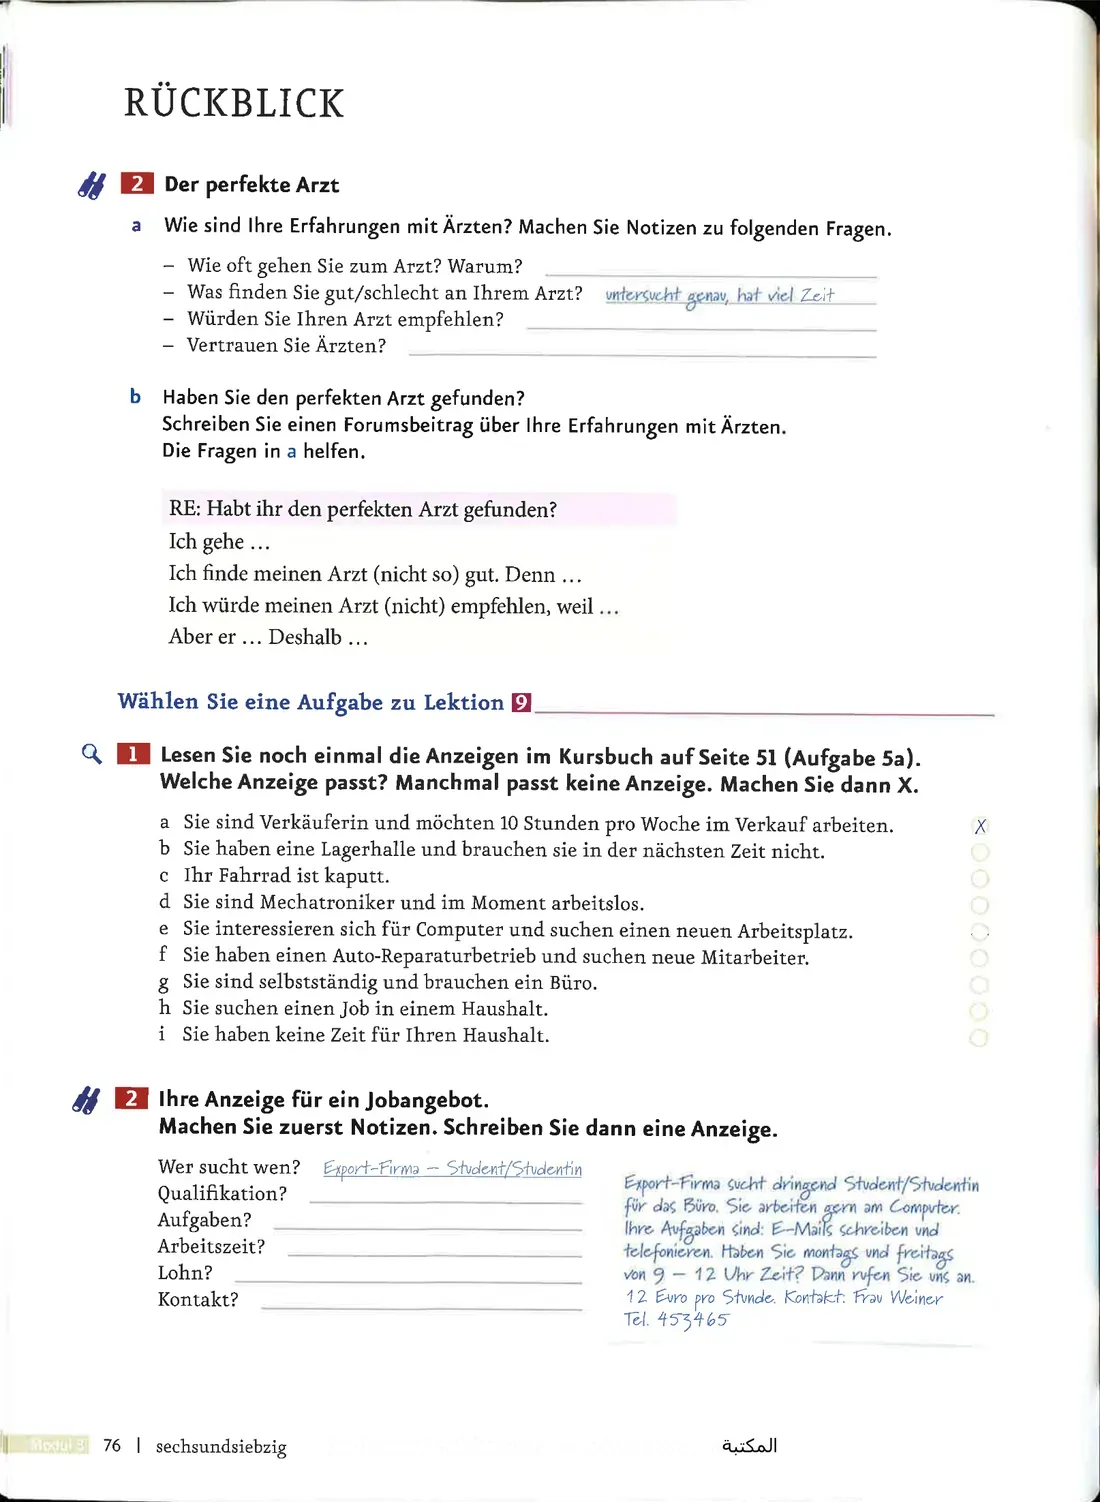 RÜCKBLICK
2 Der perfekte Arzt
a Wie sind Ihre Erfahrungen mit Ärzten? Machen Sie Notizen zu folgenden Fragen.
– Wie oft gehen Sie zum Arzt? Warum?
– Was finden Sie gut/schlecht an Ihrem Arzt? untersucht genau, hat viel Zeit
– Würden Sie Ihren Arzt empfehlen?
– Vertrauen Sie Ärzten?
b Haben Sie den perfekten Arzt gefunden?
Schreiben Sie einen Forumsbeitrag über Ihre Erfahrungen mit Ärzten.
Die Fragen in a helfen.
RE: Habt ihr den perfekten Arzt gefunden?
Ich gehe ...
Ich finde meinen Arzt (nicht so) gut. Denn ...
Ich würde meinen Arzt (nicht) empfehlen, weil ...
Aber er ... Deshalb ...
Wählen Sie eine Aufgabe zu Lektion 9
1 Lesen Sie noch einmal die Anzeigen im Kursbuch auf Seite 51 (Aufgabe 5a).
Welche Anzeige passt? Manchmal passt keine Anzeige. Machen Sie dann X.
a Sie sind Verkäuferin und möchten 10 Stunden pro Woche im Verkauf arbeiten. X
b Sie haben eine Lagerhalle und brauchen sie in der nächsten Zeit nicht.
c Ihr Fahrrad ist kaputt.
d Sie sind Mechatroniker und im Moment arbeitslos.
e Sie interessieren sich für Computer und suchen einen neuen Arbeitsplatz.
f Sie haben einen Auto-Reparaturbetrieb und suchen neue Mitarbeiter.
g Sie sind selbstständig und brauchen ein Büro.
h Sie suchen einen Job in einem Haushalt.
i Sie haben keine Zeit für Ihren Haushalt.
2 Ihre Anzeige für ein Jobangebot.
Machen Sie zuerst Notizen. Schreiben Sie dann eine Anzeige.
Wer sucht wen? Export-Firma – Student/Studentin
Qualifikation?
Aufgaben?
Arbeitszeit?
Lohn?
Kontakt?
Export-Firma sucht dringend Student/Studentin
für das Büro. Sie arbeiten gern am Computer.
Ihre Aufgaben sind: E-Mails schreiben und
telefonieren. Haben Sie montags und freitags
von 9 – 12 Uhr Zeit? Dann rufen Sie uns an.
12 Euro pro Stunde. Kontakt: Frau Weiner
Tel. 453465
Modul 3 76 | sechsundsiebzig المكتبة